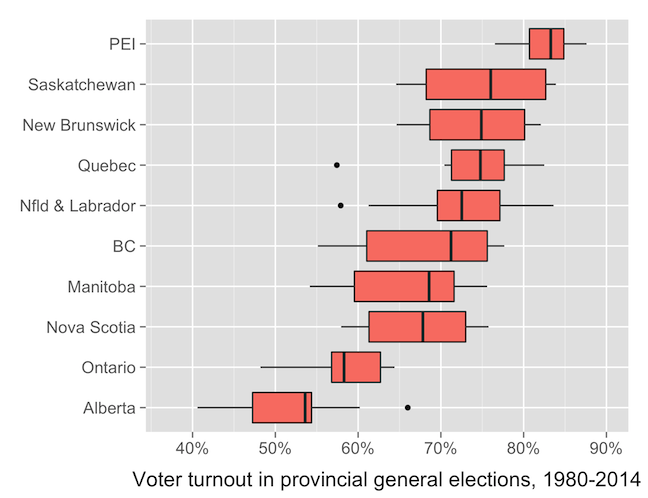 PEI
Saskatchewan
New Brunswick
Quebec
Nfld & Labrador
BC
Manitoba
Nova Scotia
Ontario
Alberta
40% 50% 60% 70% 80% 90%
Voter turnout in provincial general elections, 1980-2014